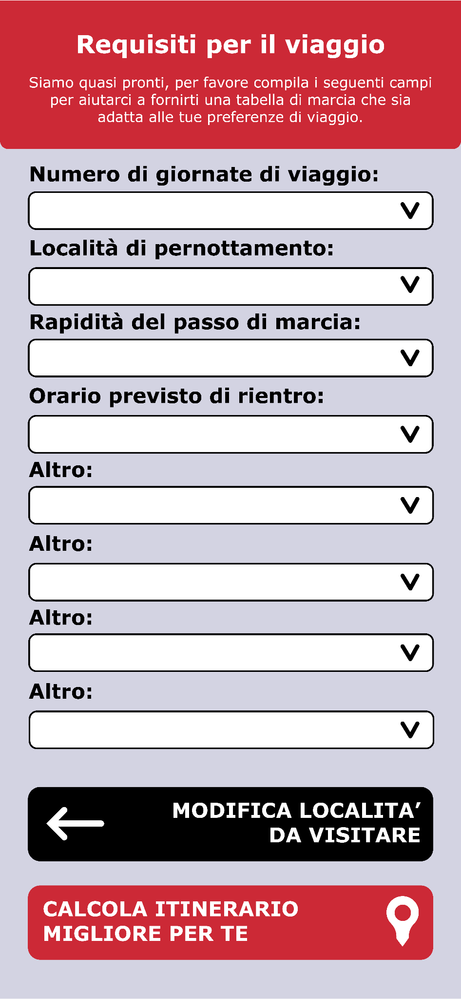 Requisiti per il viaggio
Siamo quasi pronti, per favore compila i seguenti campi
per aiutarci a fornirti una tabella di marcia che sia
adatta alle tue preferenze di viaggio.
Numero di giornate di viaggio:
Località di pernottamento:
Rapidità del passo di marcia:
Orario previsto di rientro:
Altro:
Altro:
Altro:
Altro:
MODIFICA LOCALITA’
DA VISITARE
CALCOLA ITINERARIO
MIGLIORE PER TE